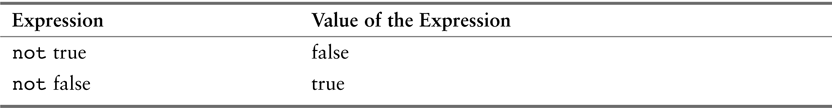 Expression Value of the Expression
not true false
not false true